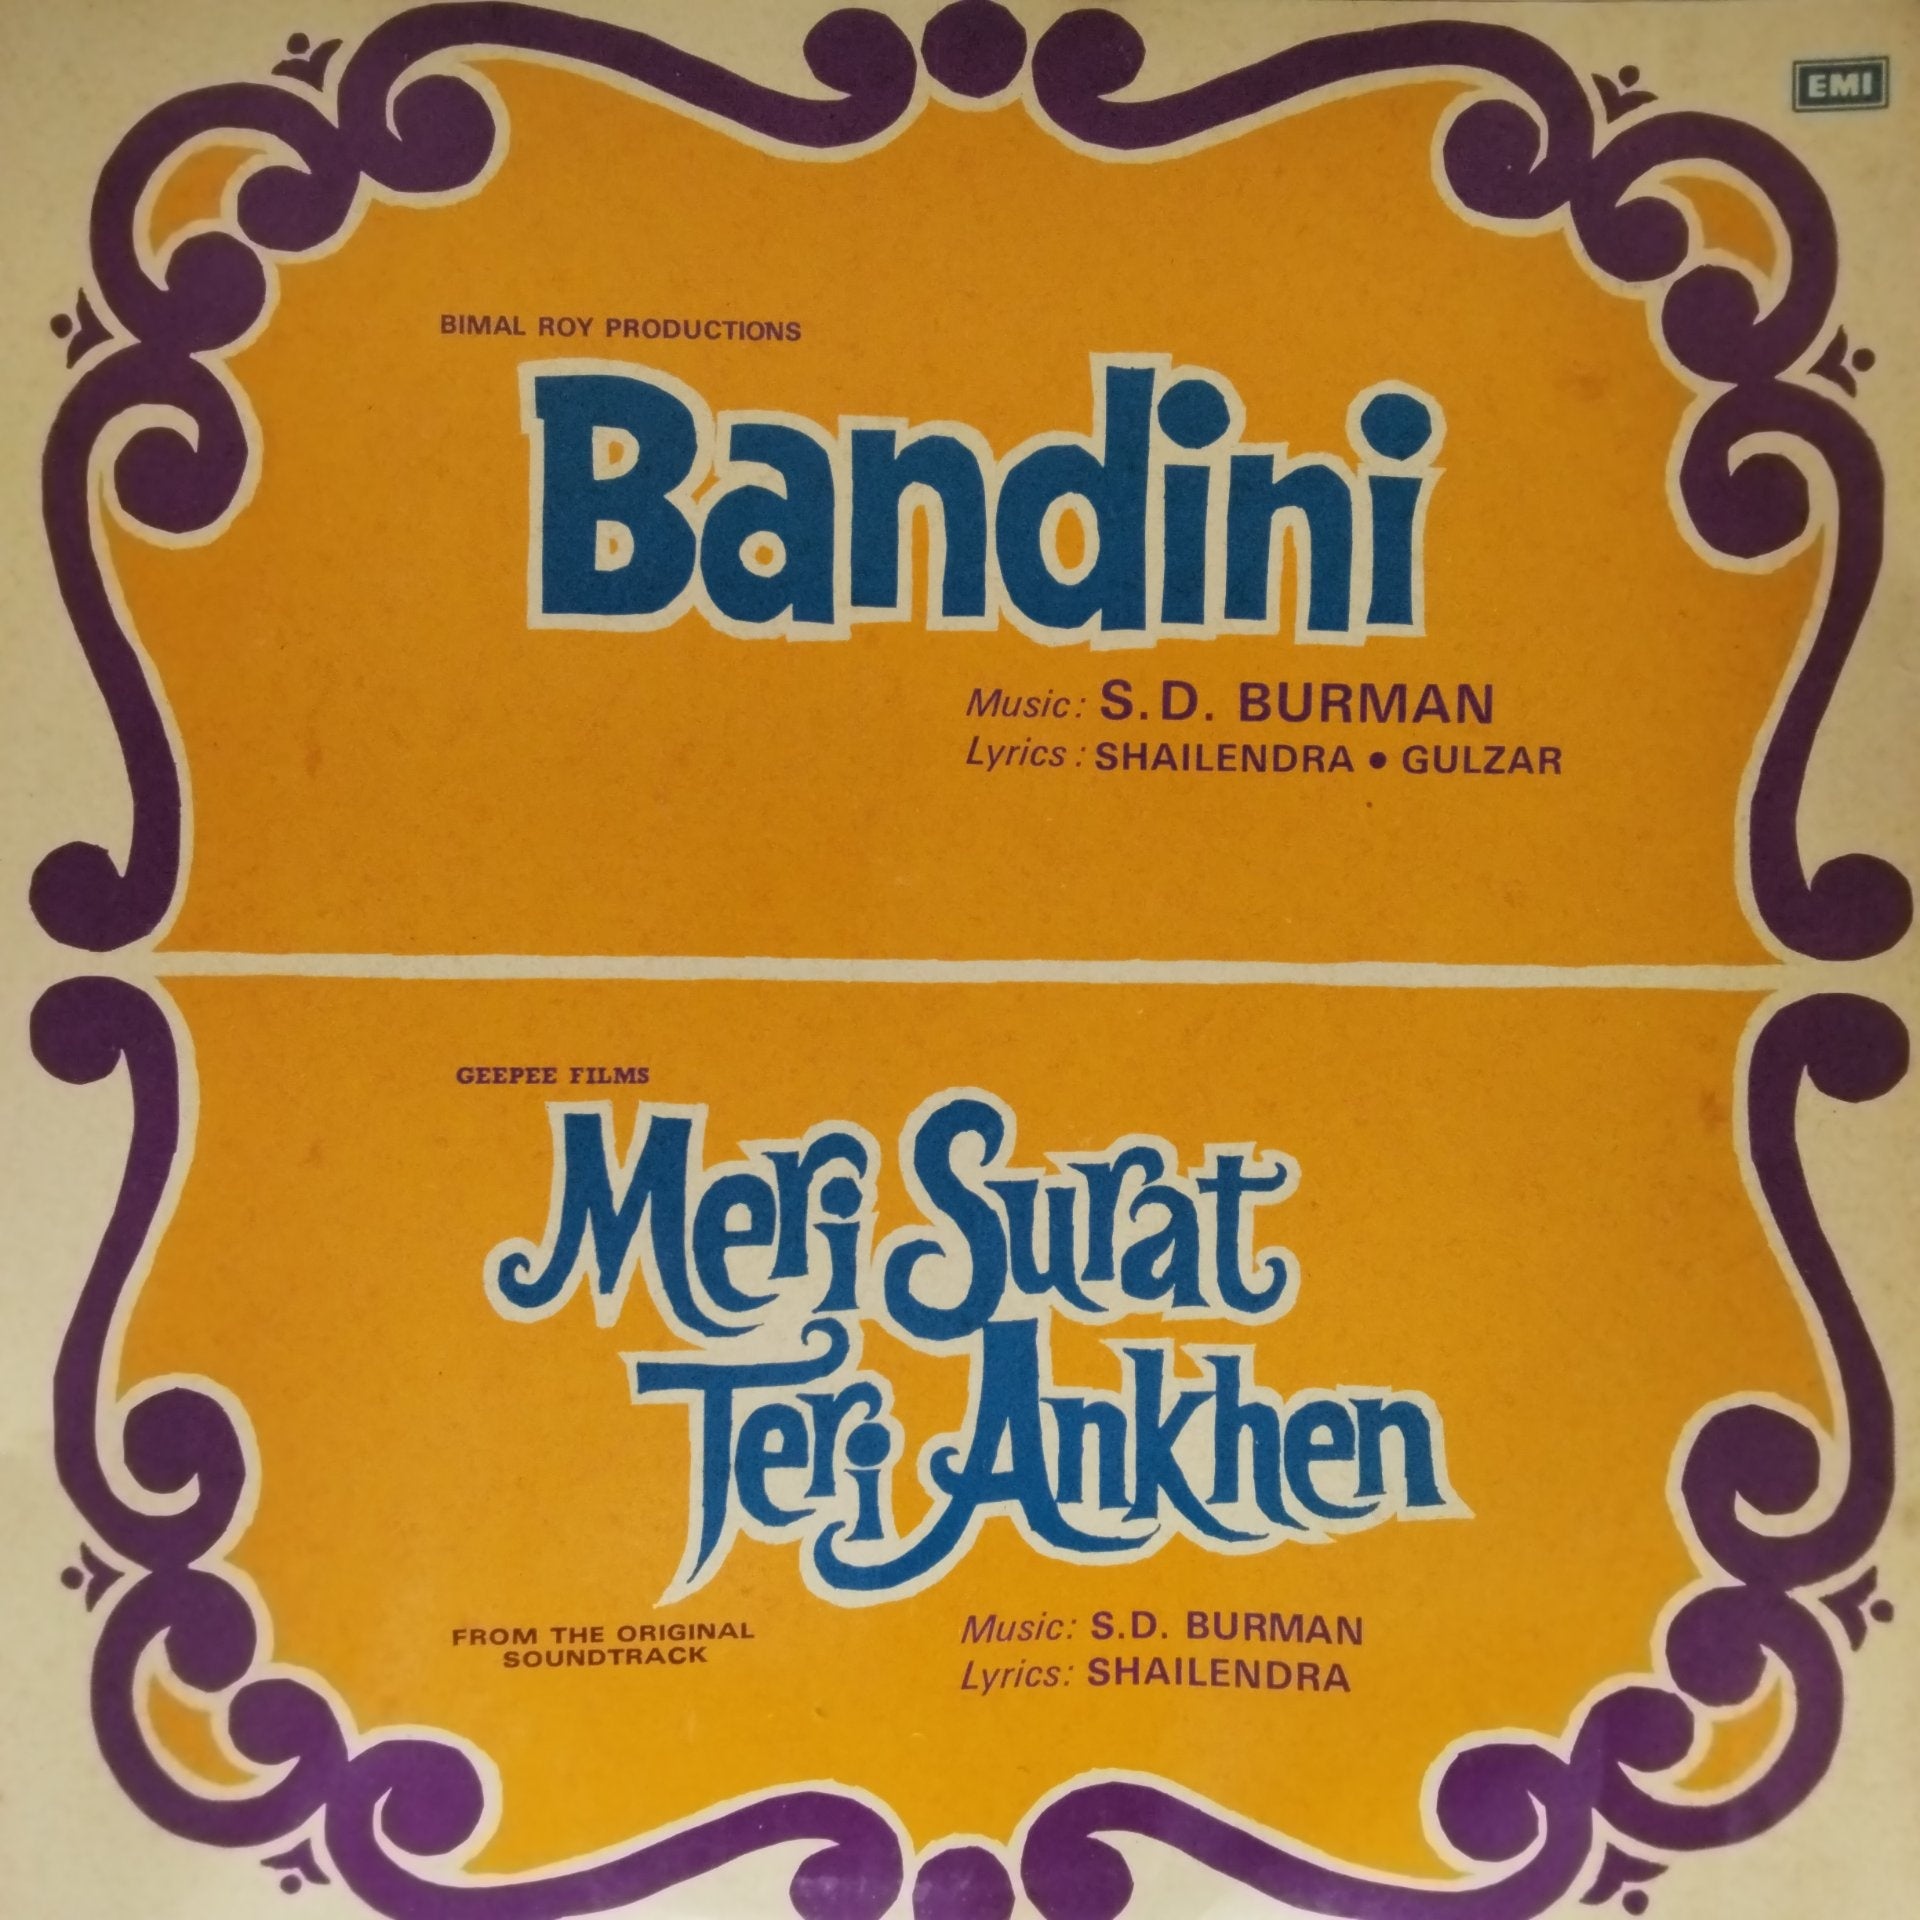 EMI
BIMAL ROY PRODUCTIONS
Bandini
Music: S.D. BURMAN
Lyrics: SHAILENDRA • GULZAR
GEEPEE FILMS
Meri Surat
Teri Ankhen
FROM THE ORIGINAL
SOUNDTRACK
Music: S.D. BURMAN
Lyrics: SHAILENDRA